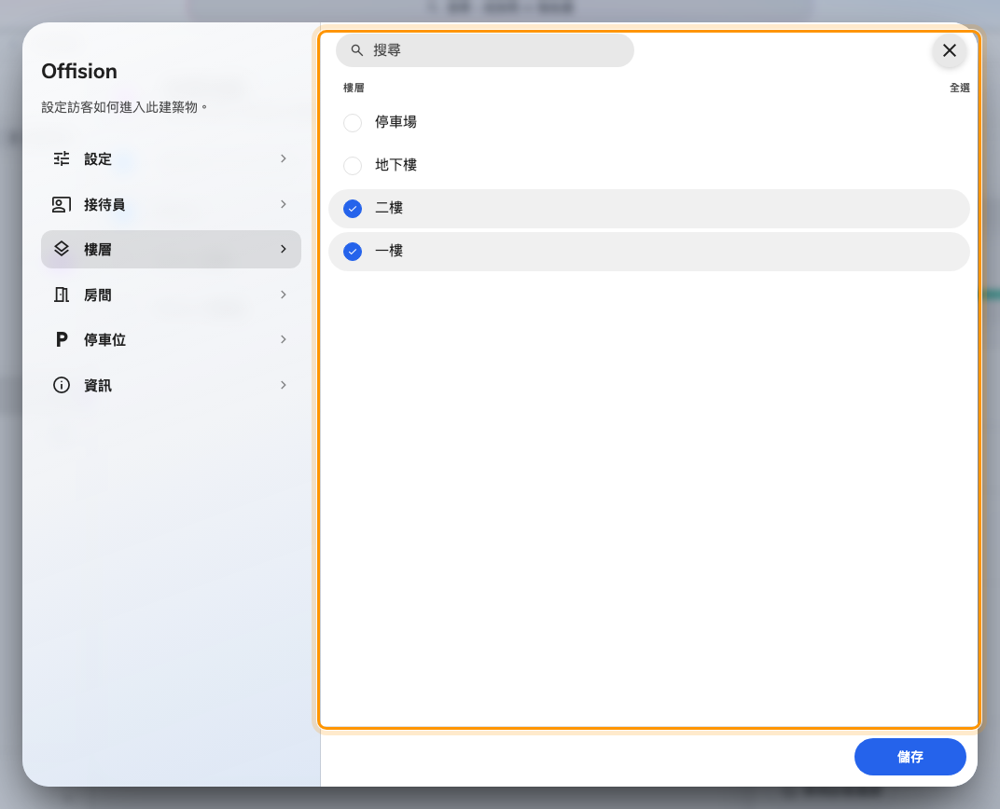 Offision
設定訪客如何進入此建築物。
設定
接待員
樓層
房間
停車位
資訊
搜尋
樓層
全選
停車場
地下樓
二樓
一樓
儲存